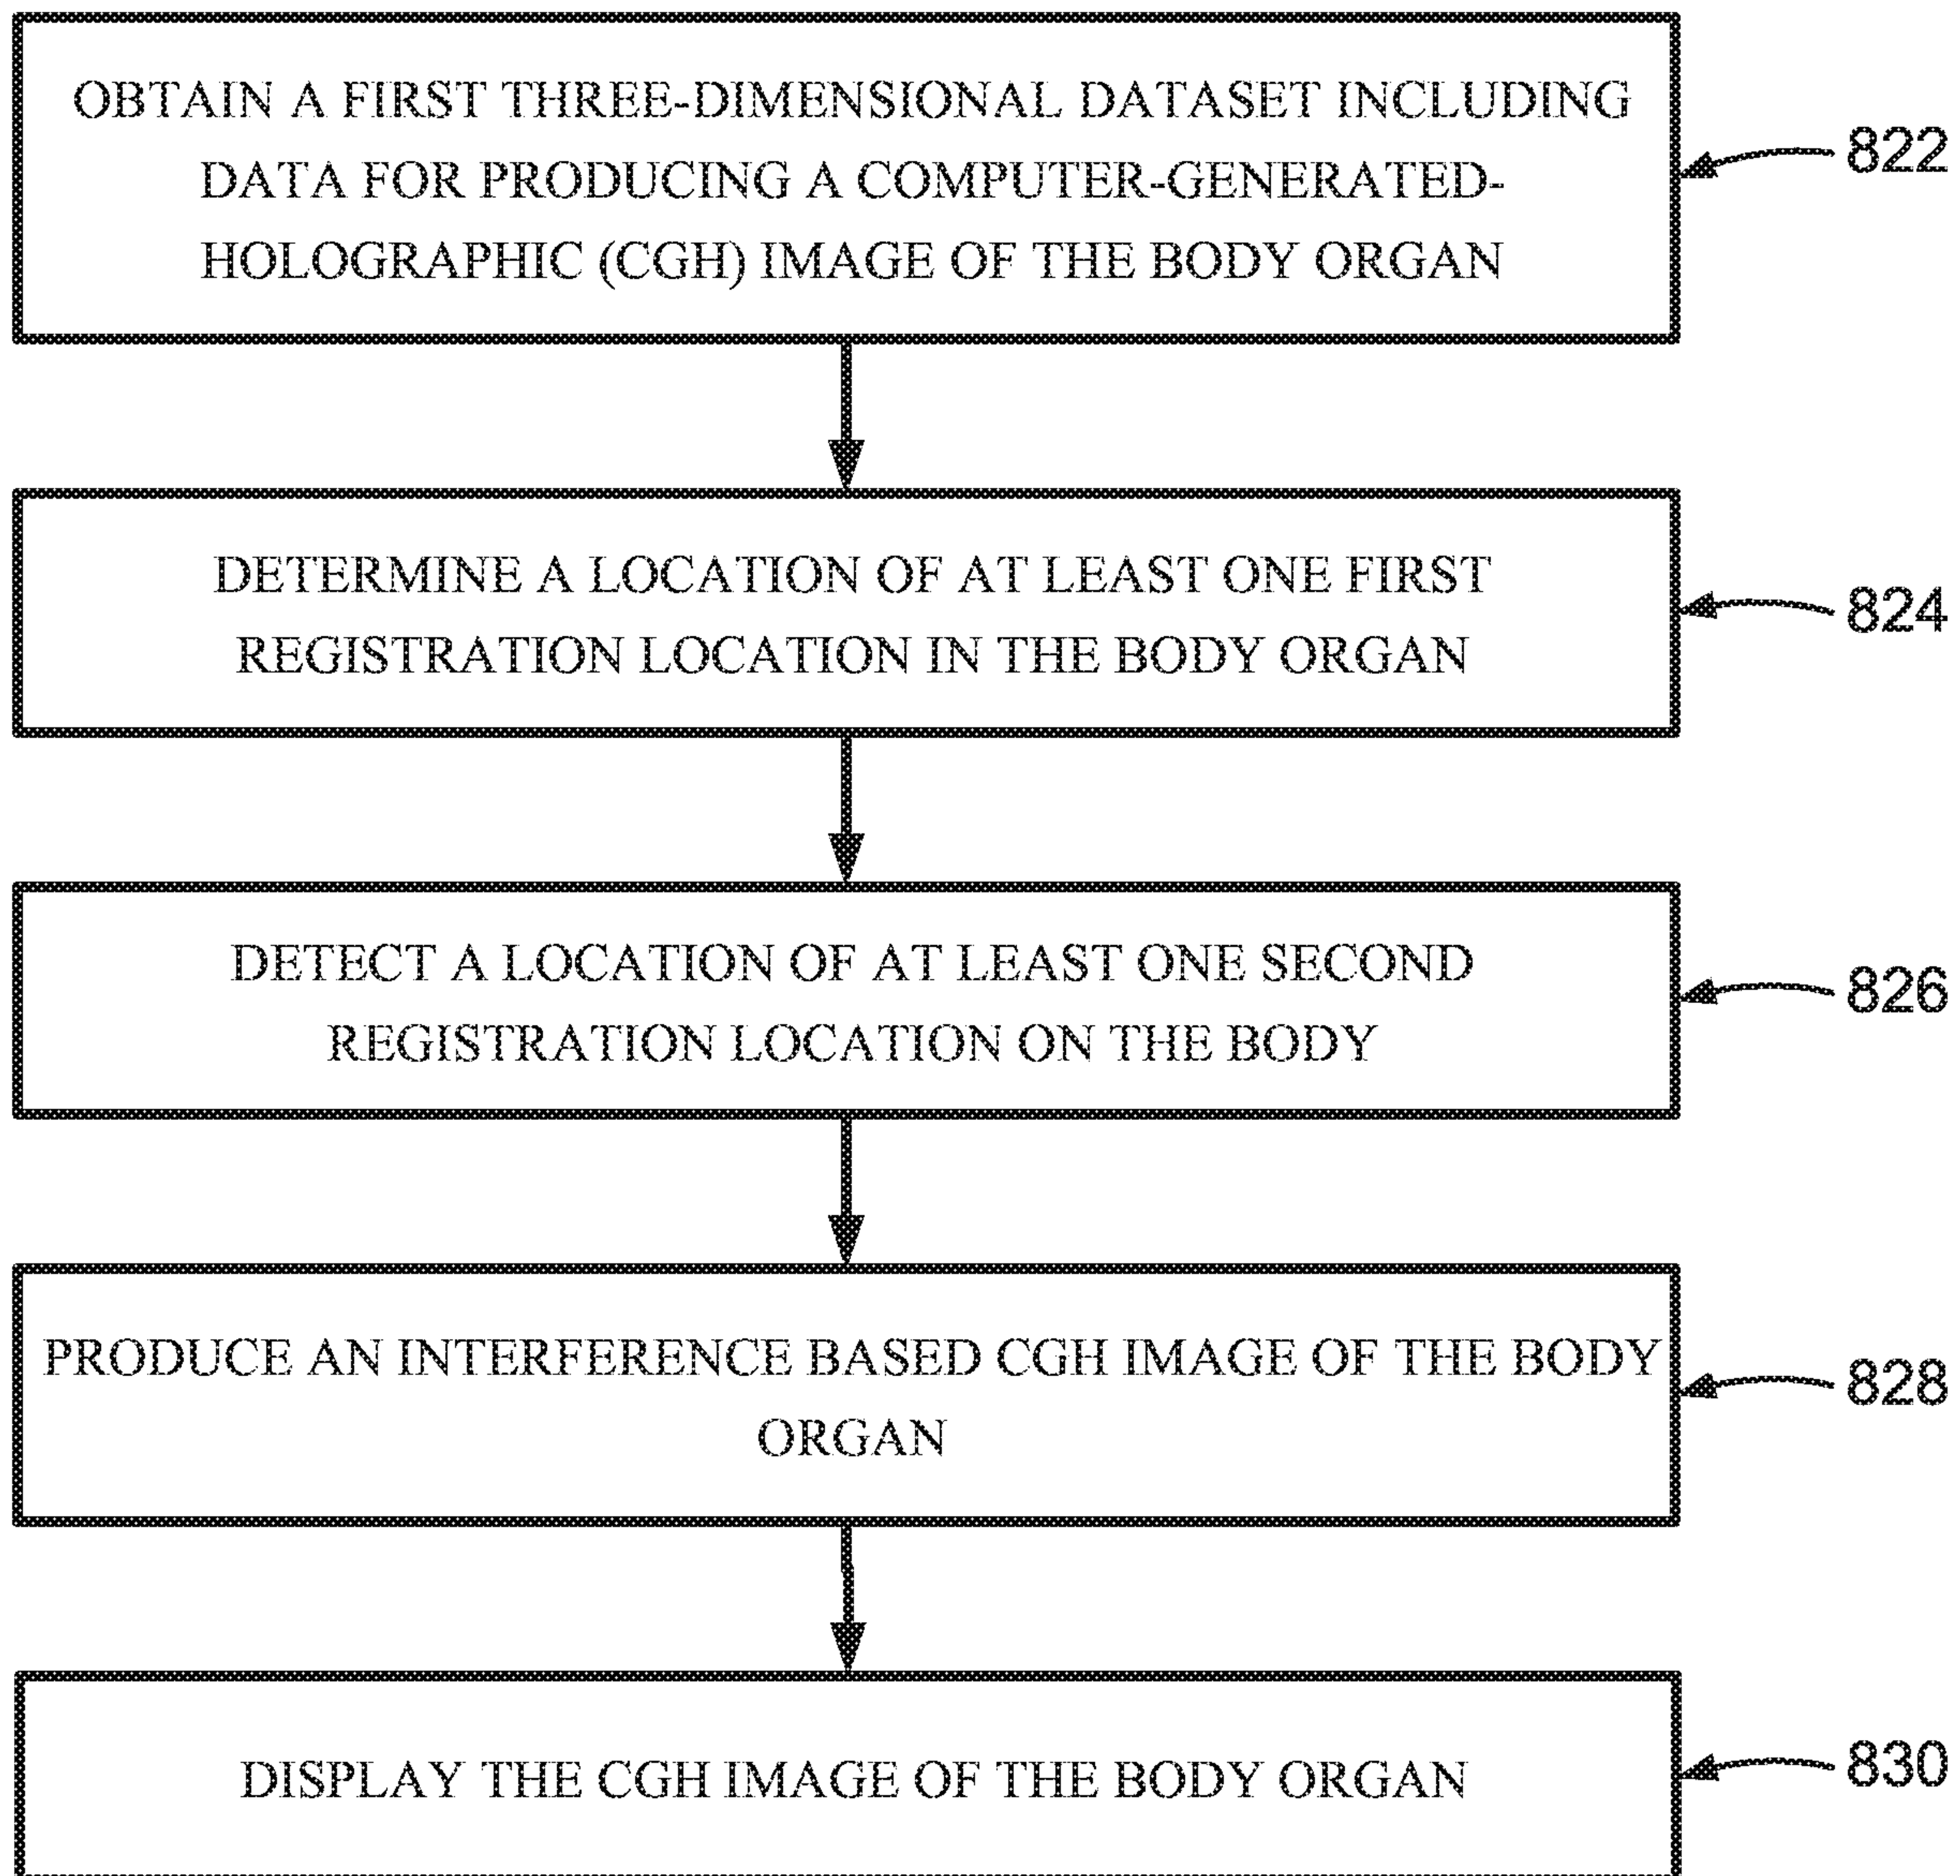 OBTAIN A FIRST THREE-DIMENSIONAL DATASET INCLUDING
DATA FOR PRODUCING A COMPUTER-GENERATED-
HOLOGRAPHIC (CGH) IMAGE OF THE BODY ORGAN
822
DETERMINE A LOCATION OF AT LEAST ONE FIRST
REGISTRATION LOCATION IN THE BODY ORGAN
824
DETECT A LOCATION OF AT LEAST ONE SECOND
REGISTRATION LOCATION ON THE BODY
826
PRODUCE AN INTERFERENCE BASED CGH IMAGE OF THE BODY
ORGAN
828
DISPLAY THE CGH IMAGE OF THE BODY ORGAN
830